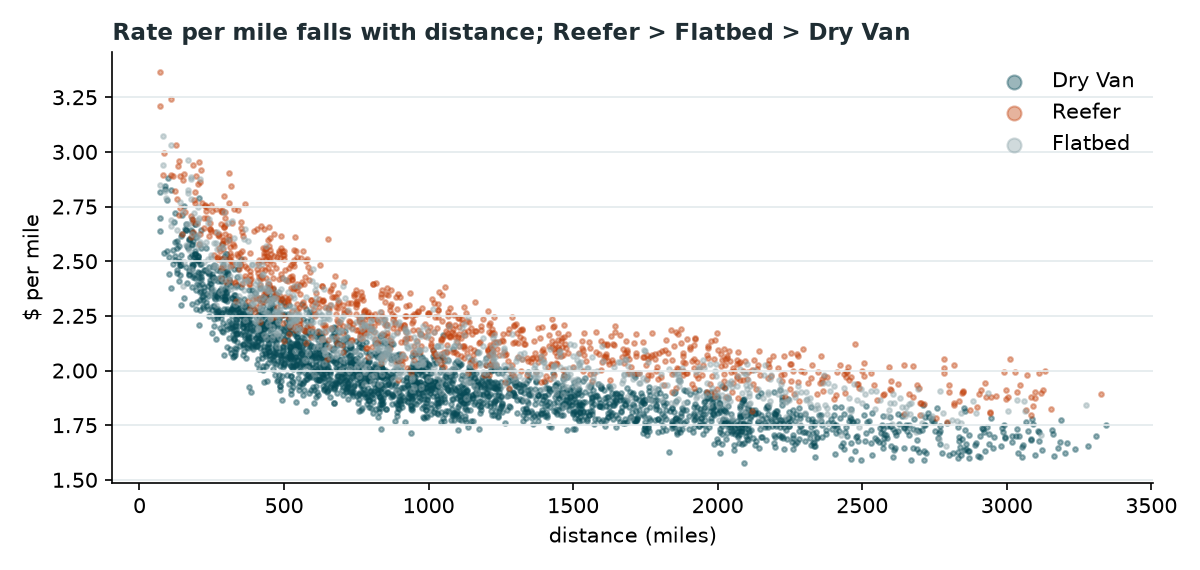 Rate per mile falls with distance; Reefer > Flatbed > Dry Van
Dry Van
Reefer
Flatbed
$ per mile
3.25
3.00
2.75
2.50
2.25
2.00
1.75
1.50
0 500 1000 1500 2000 2500 3000 3500
distance (miles)